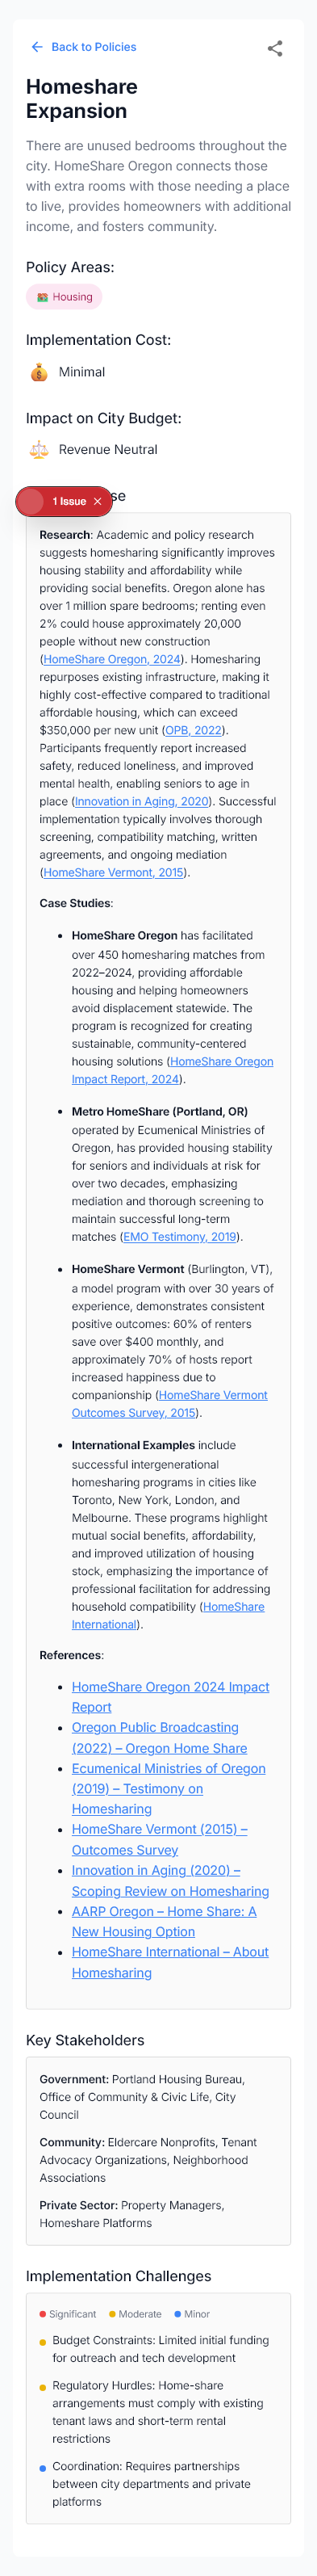 Back to Policies
Homeshare
Expansion
There are unused bedrooms throughout the
city. HomeShare Oregon connects those
with extra rooms with those needing a place
to live, provides homeowners with additional
income, and fosters community.
Policy Areas:
Housing
Implementation Cost:
Minimal
Impact on City Budget:
Revenue Neutral
1 Issue
se
Research: Academic and policy research
suggests homesharing significantly improves
housing stability and affordability while
providing social benefits. Oregon alone has
over 1 million spare bedrooms; renting even
2% could house approximately 20,000
people without new construction
(HomeShare Oregon, 2024). Homesharing
repurposes existing infrastructure, making it
highly cost-effective compared to traditional
affordable housing, which can exceed
$350,000 per new unit (OPB, 2022).
Participants frequently report increased
safety, reduced loneliness, and improved
mental health, enabling seniors to age in
place (Innovation in Aging, 2020). Successful
implementation typically involves thorough
screening, compatibility matching, written
agreements, and ongoing mediation
(HomeShare Vermont, 2015).
Case Studies:
HomeShare Oregon has facilitated
over 450 homesharing matches from
2022–2024, providing affordable
housing and helping homeowners
avoid displacement statewide. The
program is recognized for creating
sustainable, community-centered
housing solutions (HomeShare Oregon
Impact Report, 2024).
Metro HomeShare (Portland, OR)
operated by Ecumenical Ministries of
Oregon, has provided housing stability
for seniors and individuals at risk for
over two decades, emphasizing
mediation and thorough screening to
maintain successful long-term
matches (EMO Testimony, 2019).
HomeShare Vermont (Burlington, VT),
a model program with over 30 years of
experience, demonstrates consistent
positive outcomes: 60% of renters
save over $400 monthly, and
approximately 70% of hosts report
increased happiness due to
companionship (HomeShare Vermont
Outcomes Survey, 2015).
International Examples include
successful intergenerational
homesharing programs in cities like
Toronto, New York, London, and
Melbourne. These programs highlight
mutual social benefits, affordability,
and improved utilization of housing
stock, emphasizing the importance of
professional facilitation for addressing
household compatibility (HomeShare
International).
References:
HomeShare Oregon 2024 Impact
Report
Oregon Public Broadcasting
(2022) – Oregon Home Share
Ecumenical Ministries of Oregon
(2019) – Testimony on
Homesharing
HomeShare Vermont (2015) –
Outcomes Survey
Innovation in Aging (2020) –
Scoping Review on Homesharing
AARP Oregon – Home Share: A
New Housing Option
HomeShare International – About
Homesharing
Key Stakeholders
Government: Portland Housing Bureau,
Office of Community & Civic Life, City
Council
Community: Eldercare Nonprofits, Tenant
Advocacy Organizations, Neighborhood
Associations
Private Sector: Property Managers,
Homeshare Platforms
Implementation Challenges
Significant Moderate Minor
Budget Constraints: Limited initial funding
for outreach and tech development
Regulatory Hurdles: Home-share
arrangements must comply with existing
tenant laws and short-term rental
restrictions
Coordination: Requires partnerships
between city departments and private
platforms